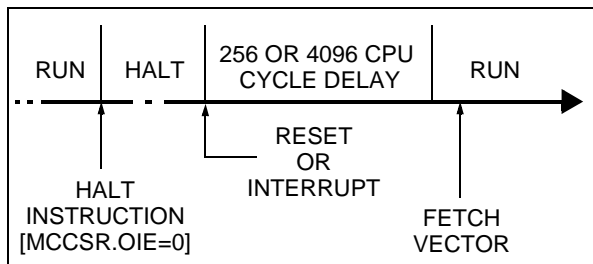 RUN
HALT
256 OR 4096 CPU
CYCLE DELAY
RUN
RESET
OR
INTERRUPT
HALT
INSTRUCTION
[MCCSR.OIE=0]
FETCH
VECTOR